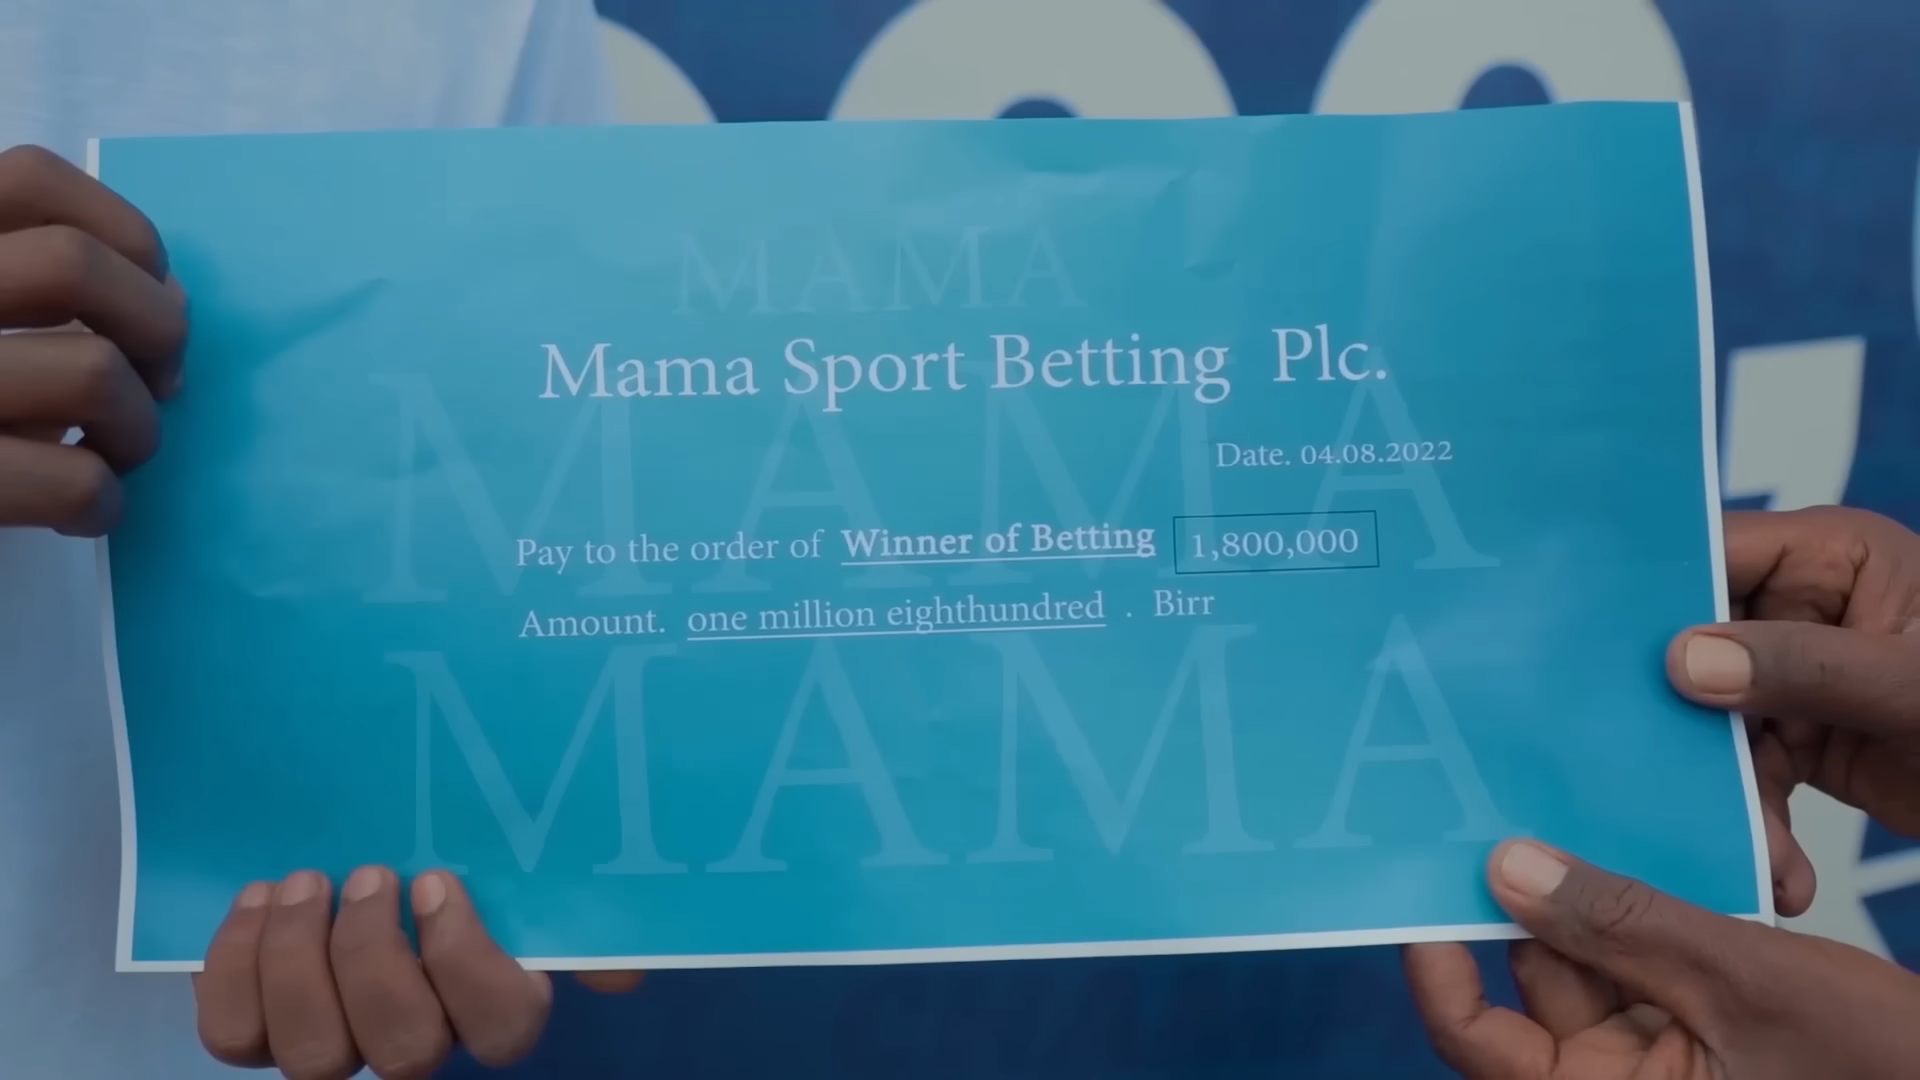 MAMA
Mama Sport Betting Plc.
MAMA
Date. 04.08.2022
Pay to the order of Winner of Betting 1,800,000
Amount. one million eighthundred . Birr
MAMA